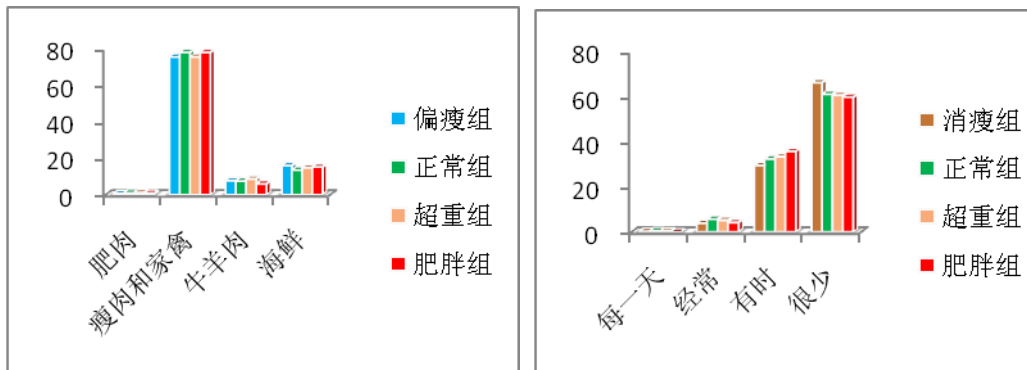 80
60
40
20
0
肥肉
瘦肉和家禽
牛羊肉
海鲜
偏瘦组
正常组
超重组
肥胖组
80
60
40
20
0
每一天
经常
有时
很少
消瘦组
正常组
超重组
肥胖组